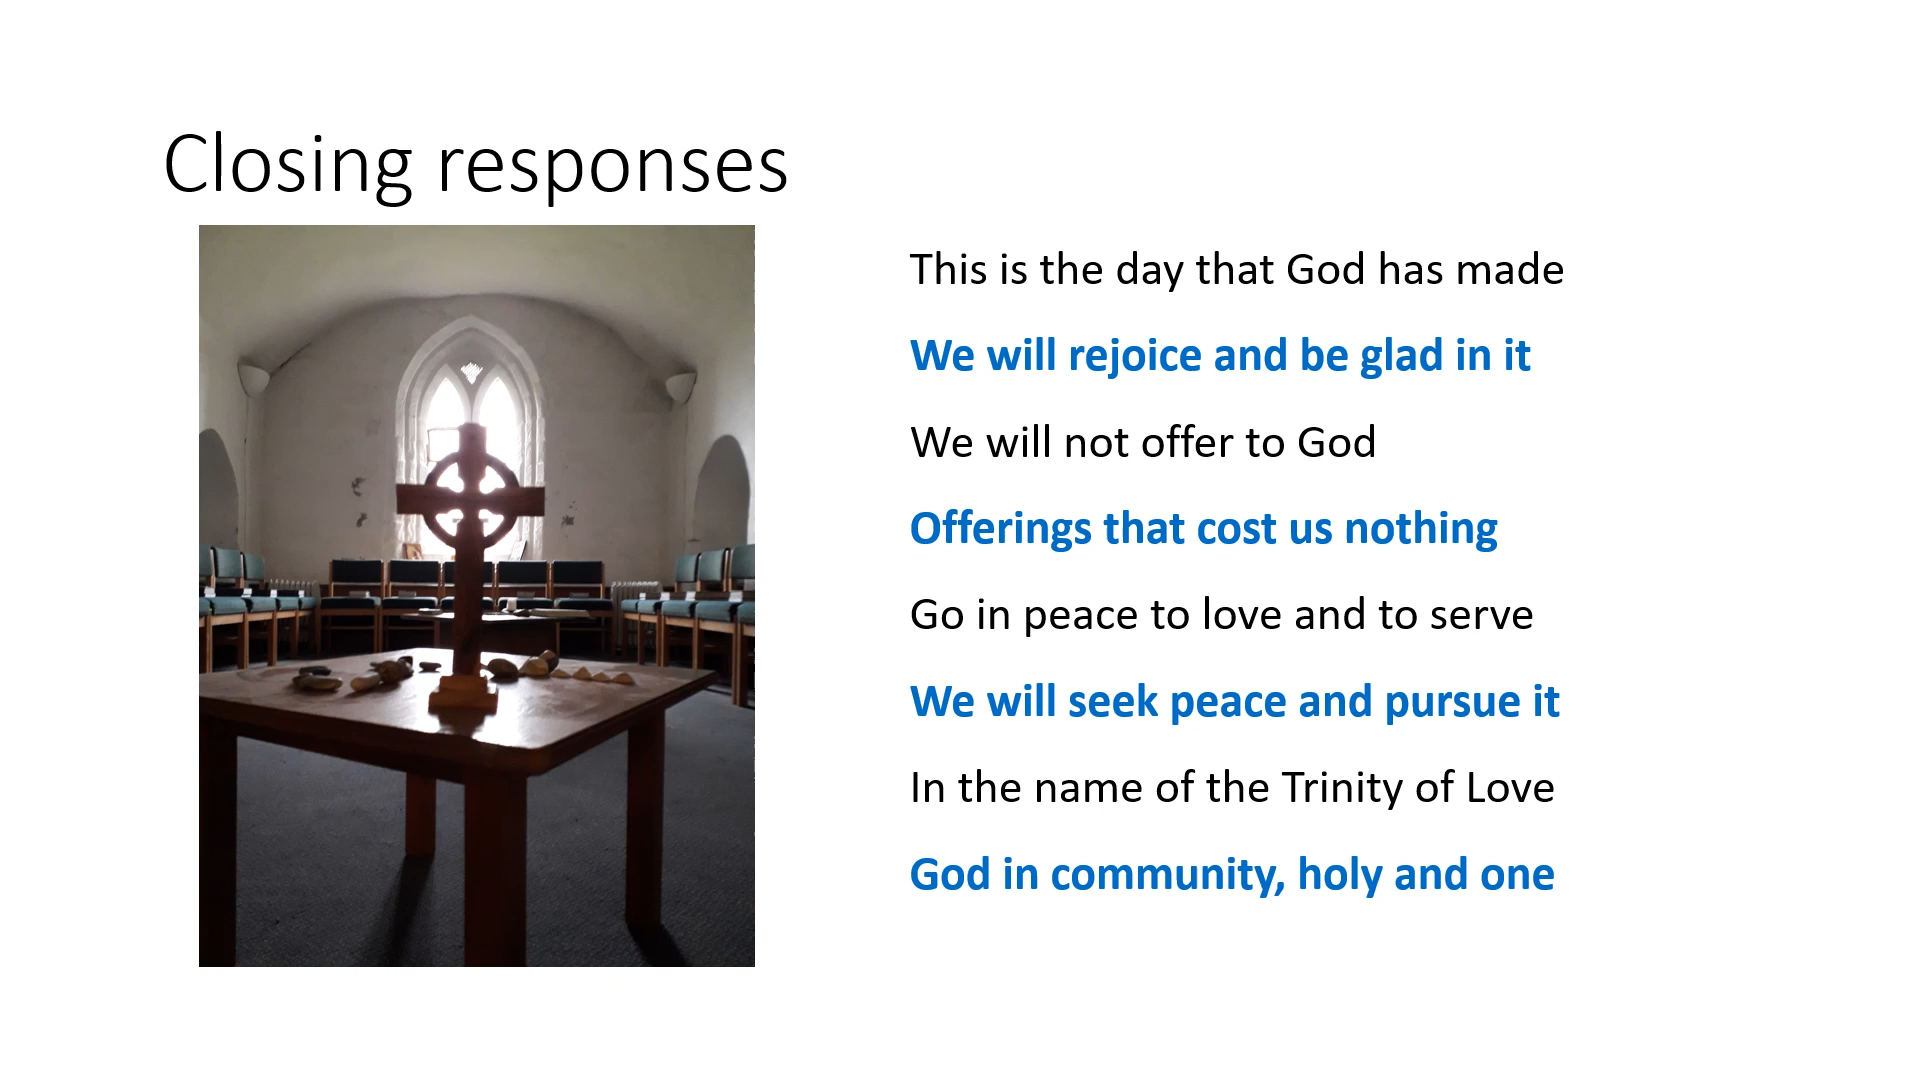 Closing responses
This is the day that God has made
We will rejoice and be glad in it
We will not offer to God
Offerings that cost us nothing
Go in peace to love and to serve
We will seek peace and pursue it
In the name of the Trinity of Love
God in community, holy and one